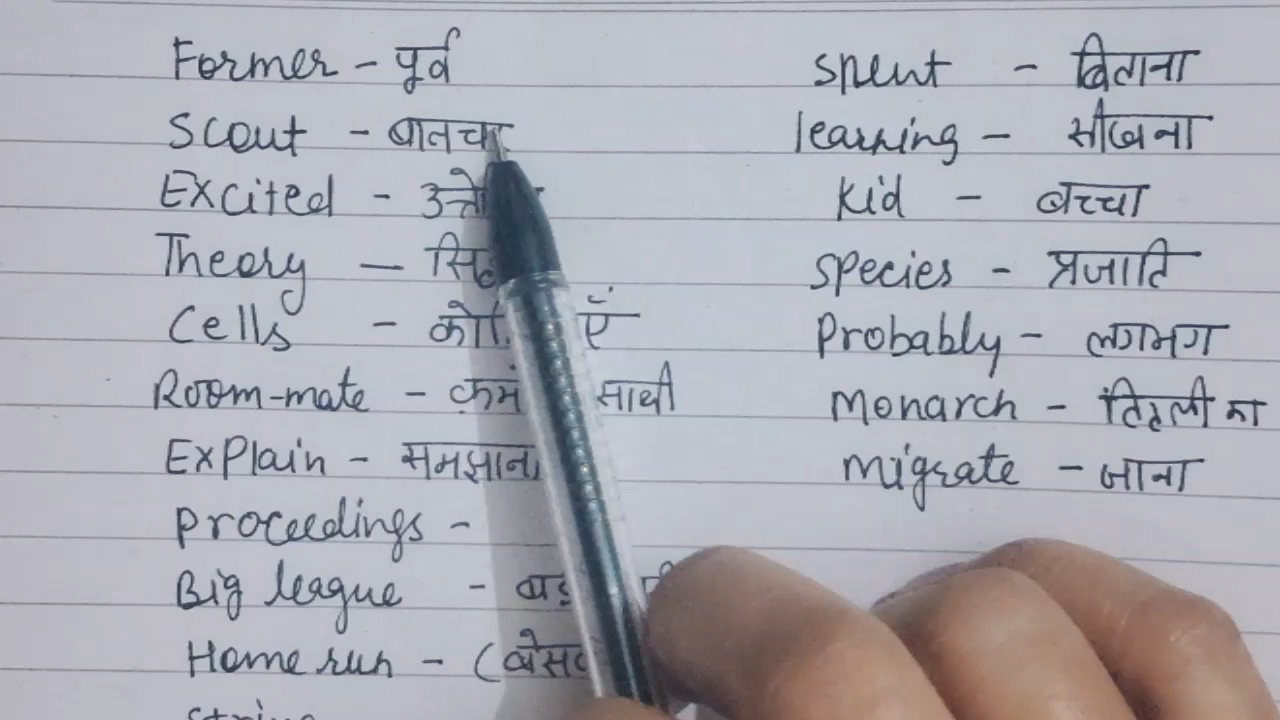 Former - पूर्व
Scout - बातचा
Excited -
Theory —
Cells -
Room-mate - साथी
Explain - समझाना
Proceedings -
Big league -
Home run -
spent - बिताना
learning - सीखना
Kid - बच्चा
species - प्रजाति
Probably - लगभग
Monarch -
migrate - जाना